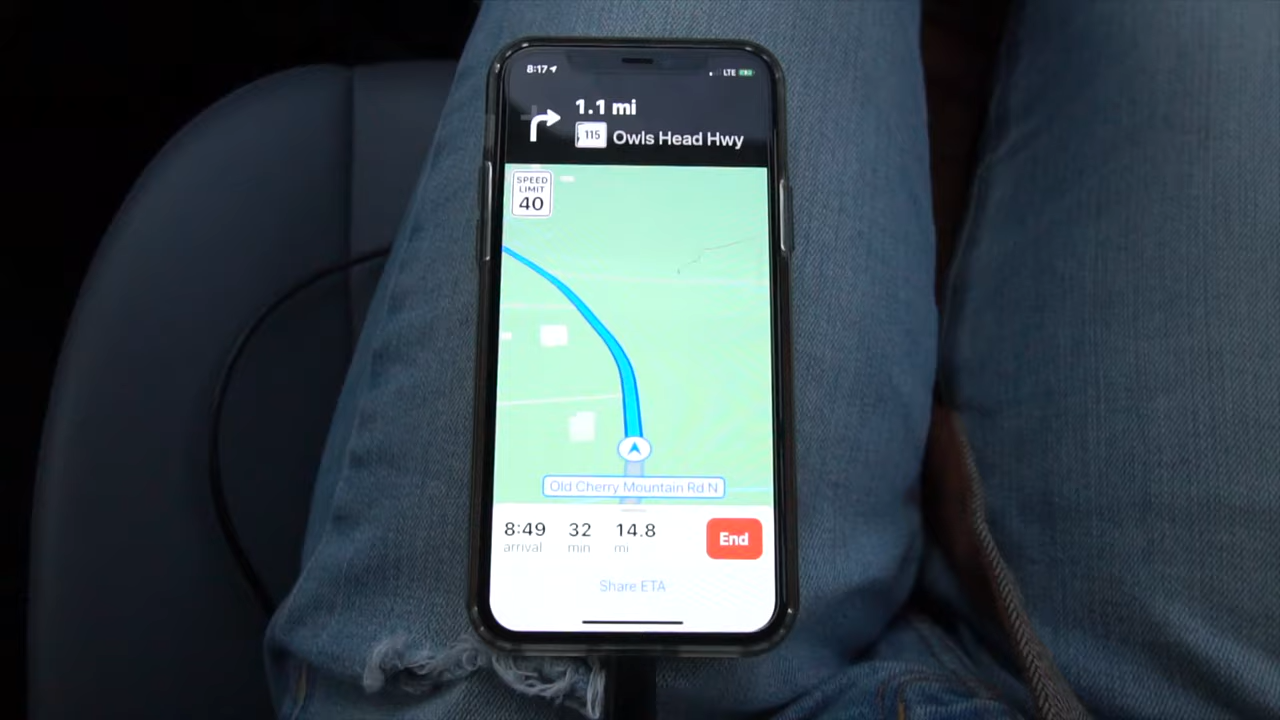 8:17
LTE
1.1 mi
115 Owls Head Hwy
SPEED
LIMIT
40
Old Cherry Mountain Rd N
8:49 32 14.8
arrival min mi
End
Share ETA